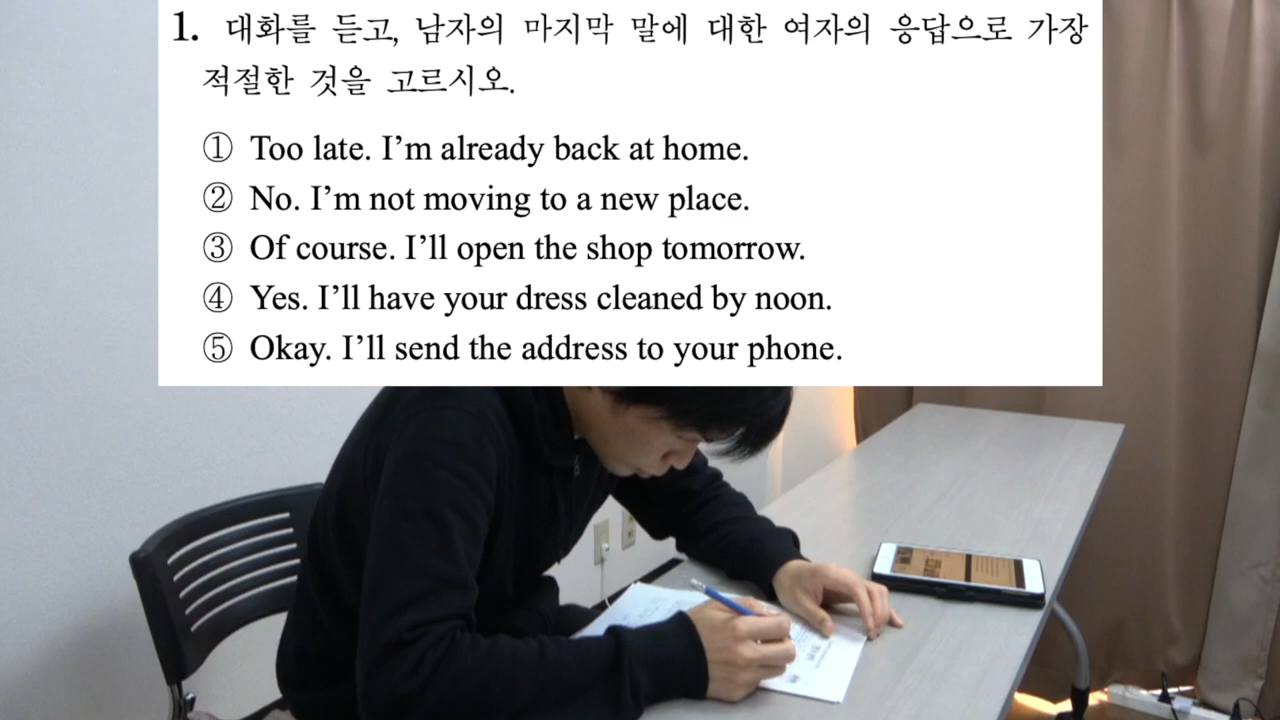 1. 대화를 듣고, 남자의 마지막 말에 대한 여자의 응답으로 가장
적절한 것을 고르시오.
① Too late. I’m already back at home.
② No. I’m not moving to a new place.
③ Of course. I’ll open the shop tomorrow.
④ Yes. I’ll have your dress cleaned by noon.
⑤ Okay. I’ll send the address to your phone.